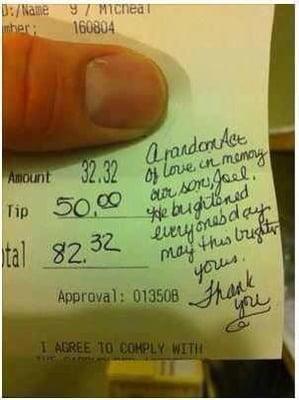 D:/Name 9 / Micheal
mber: 160804
Amount 32.32
Tip 50.00
tal 82.32
A random Act
of love in memory
our son, Joel.
He brightened
everyones day
may this brighten
yours.
Thank
you
Approval: 01350B
I AGREE TO COMPLY WITH
THE CARDHOLDER